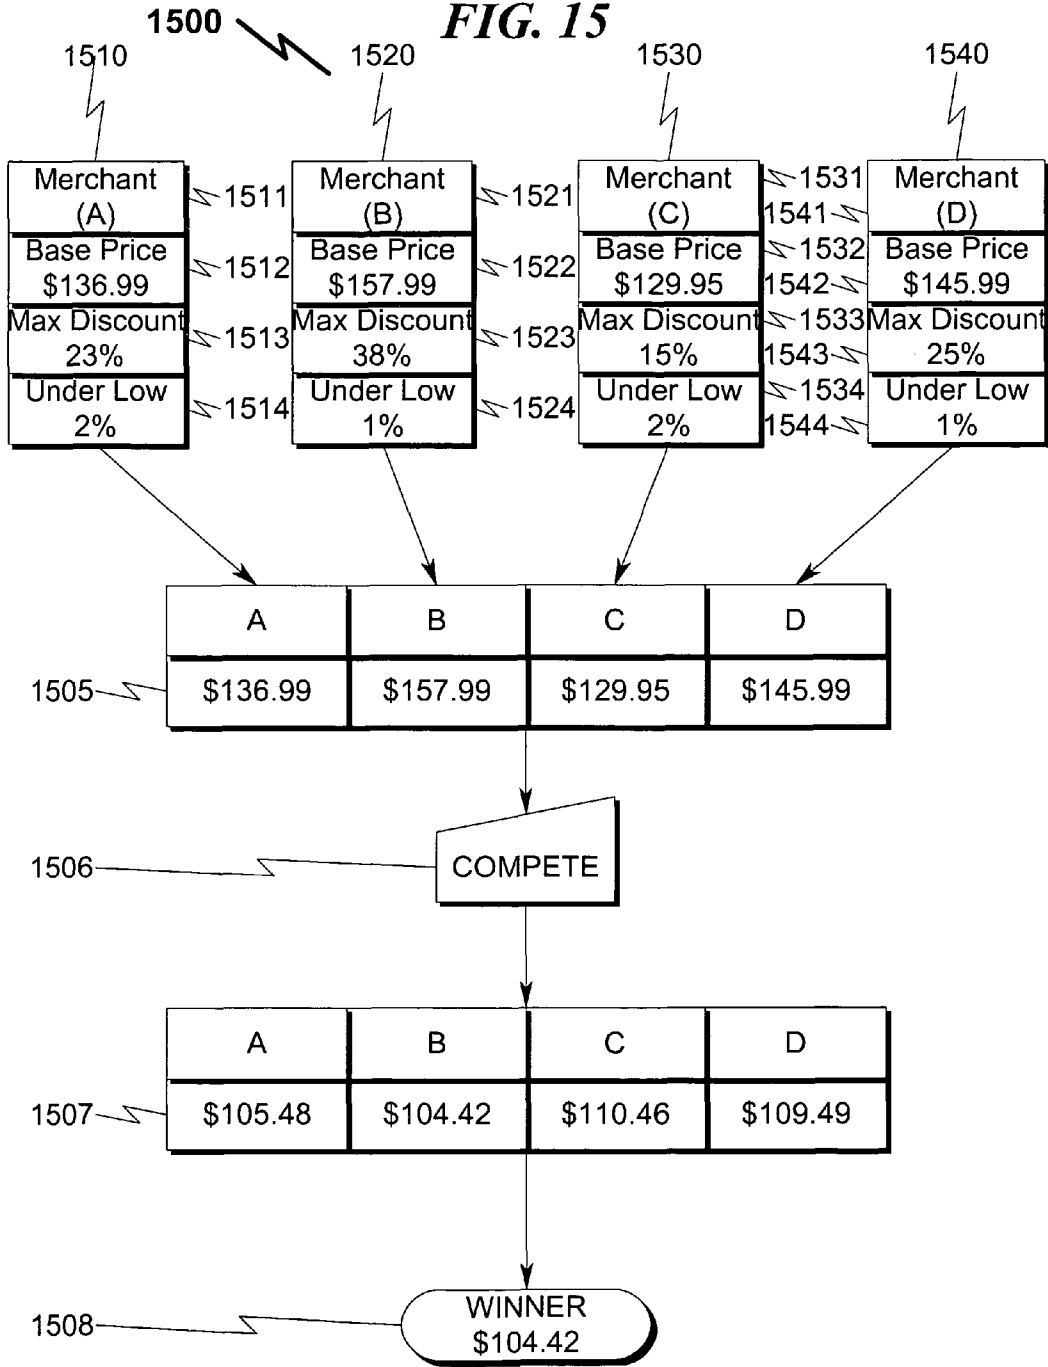 FIG. 15
1500
1510
1520
1530
1540
Merchant
(A)
1511
Base Price
$136.99
1512
Max Discount
23%
1513
Under Low
2%
1514
Merchant
(B)
1521
Base Price
$157.99
1522
Max Discount
38%
1523
Under Low
1%
1524
Merchant
(C)
1531
Base Price
$129.95
1532
Max Discount
15%
1533
Under Low
2%
1534
Merchant
(D)
1541
Base Price
$145.99
1542
Max Discount
25%
1543
Under Low
1%
1544
A B C D
1505 $136.99 $157.99 $129.95 $145.99
1506 COMPETE
A B C D
1507 $105.48 $104.42 $110.46 $109.49
WINNER
1508 $104.42